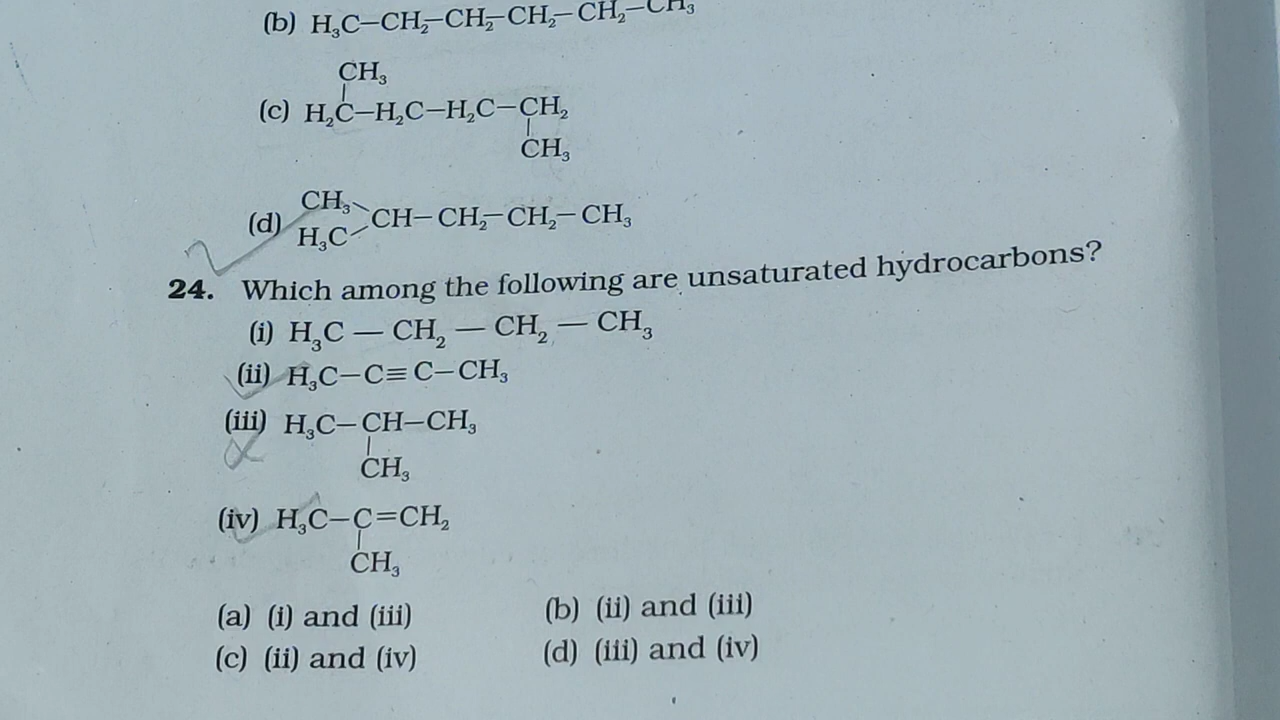 (b) H₃C–CH₂–CH₂–CH₂–CH₂–CH₃
CH₃
|
(c) H₂C–H₂C–H₂C–CH₂
|
CH₃
CH₃
(d) CH–CH₂–CH₂–CH₃
H₃C
24. Which among the following are unsaturated hydrocarbons?
(i) H₃C — CH₂ — CH₂ — CH₃
(ii) H₃C–C≡C–CH₃
(iii) H₃C–CH–CH₃
|
CH₃
(iv) H₃C–C=CH₂
|
CH₃
(a) (i) and (iii) (b) (ii) and (iii)
(c) (ii) and (iv) (d) (iii) and (iv)